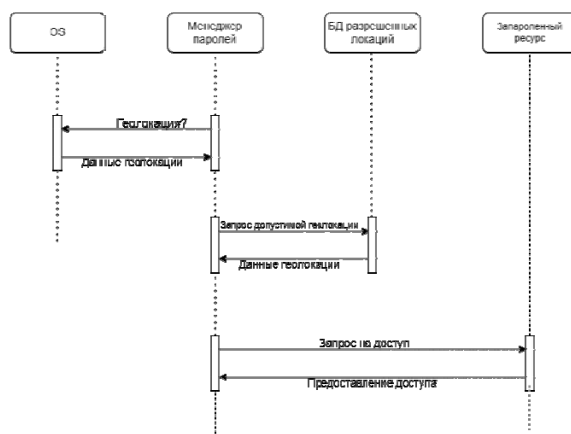 OS
Менеджер
паролей
БД разрешенных
локаций
Запароленный
ресурс
Геолокация?
Данные геолокации
Запрос допустимой геолокации
Данные геолокации
Запрос на доступ
Предоставление доступа